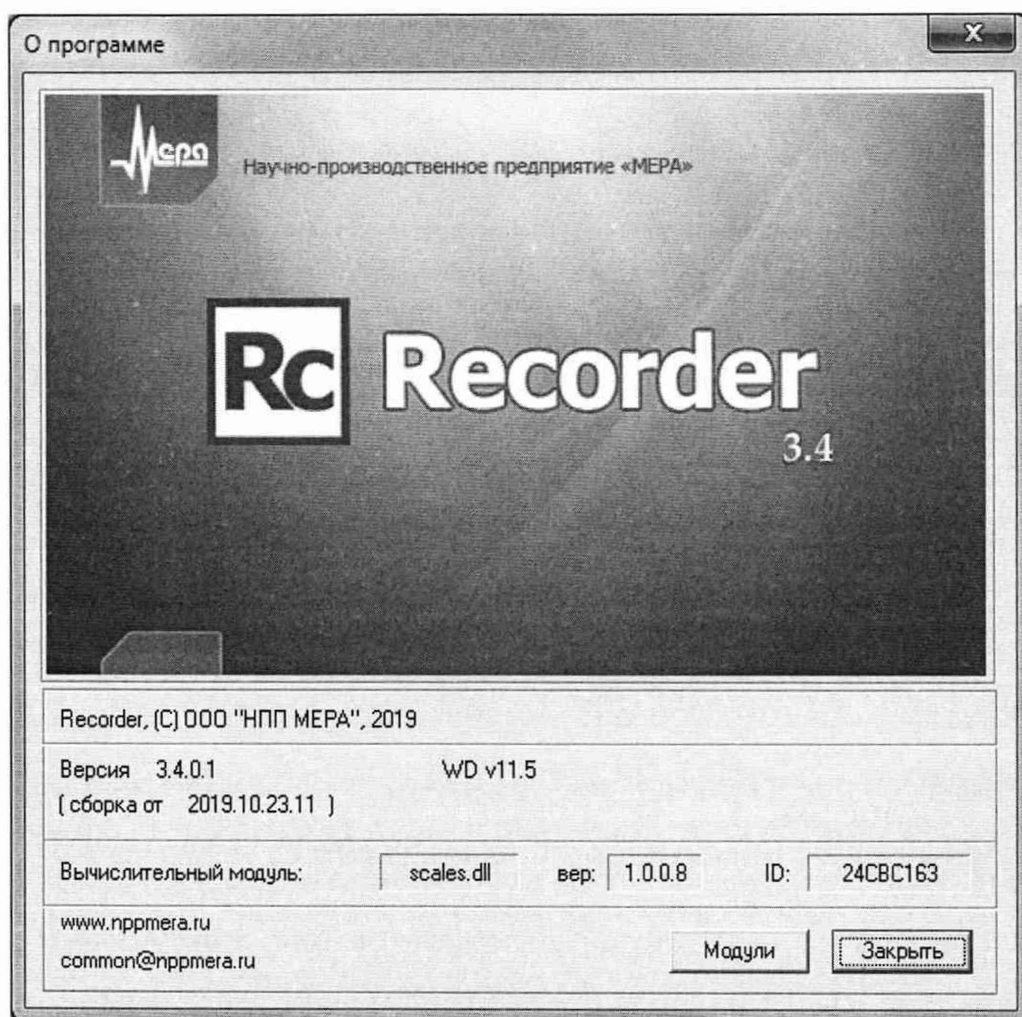 О программе
Мера
Научно-производственное предприятие «МЕРА»
Rc Recorder
3.4
Recorder, (C) ООО "НПП МЕРА", 2019
Версия 3.4.0.1 WD v11.5
( сборка от 2019.10.23.11 )
Вычислительный модуль: scales.dll вер: 1.0.0.8 ID: 24CBC163
www.nppmera.ru
common@nppmera.ru
Модули Закрыть